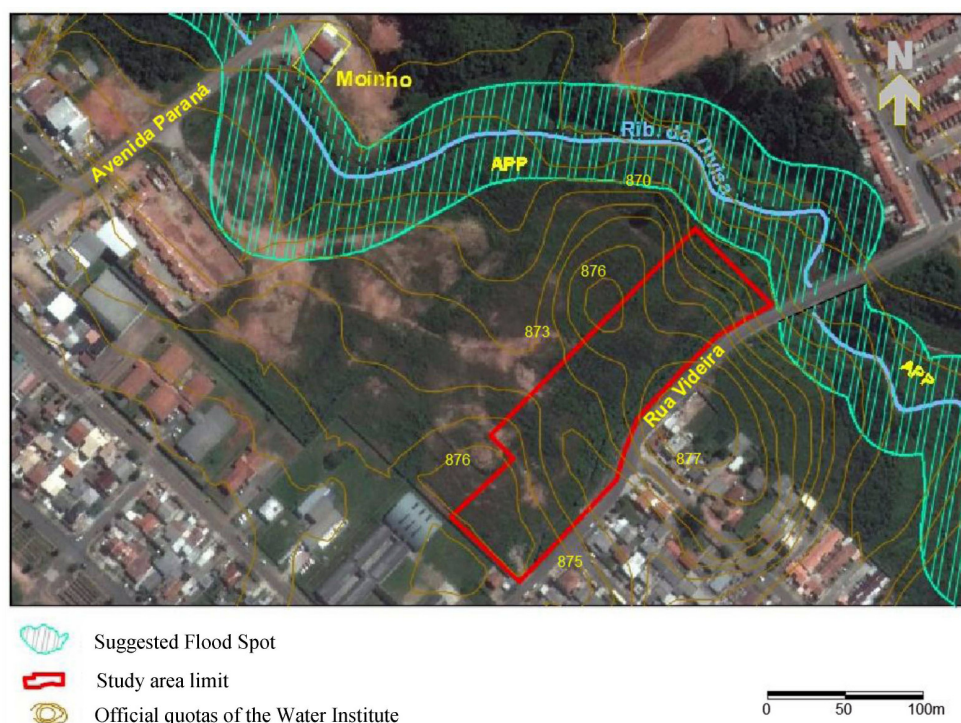 N
Moinho
Avenida Paraná
Rib. da Divisa
APP
870
876
873
Rua Videira
APP
876
877
875
Suggested Flood Spot
Study area limit
Official quotas of the Water Institute
0 50 100m